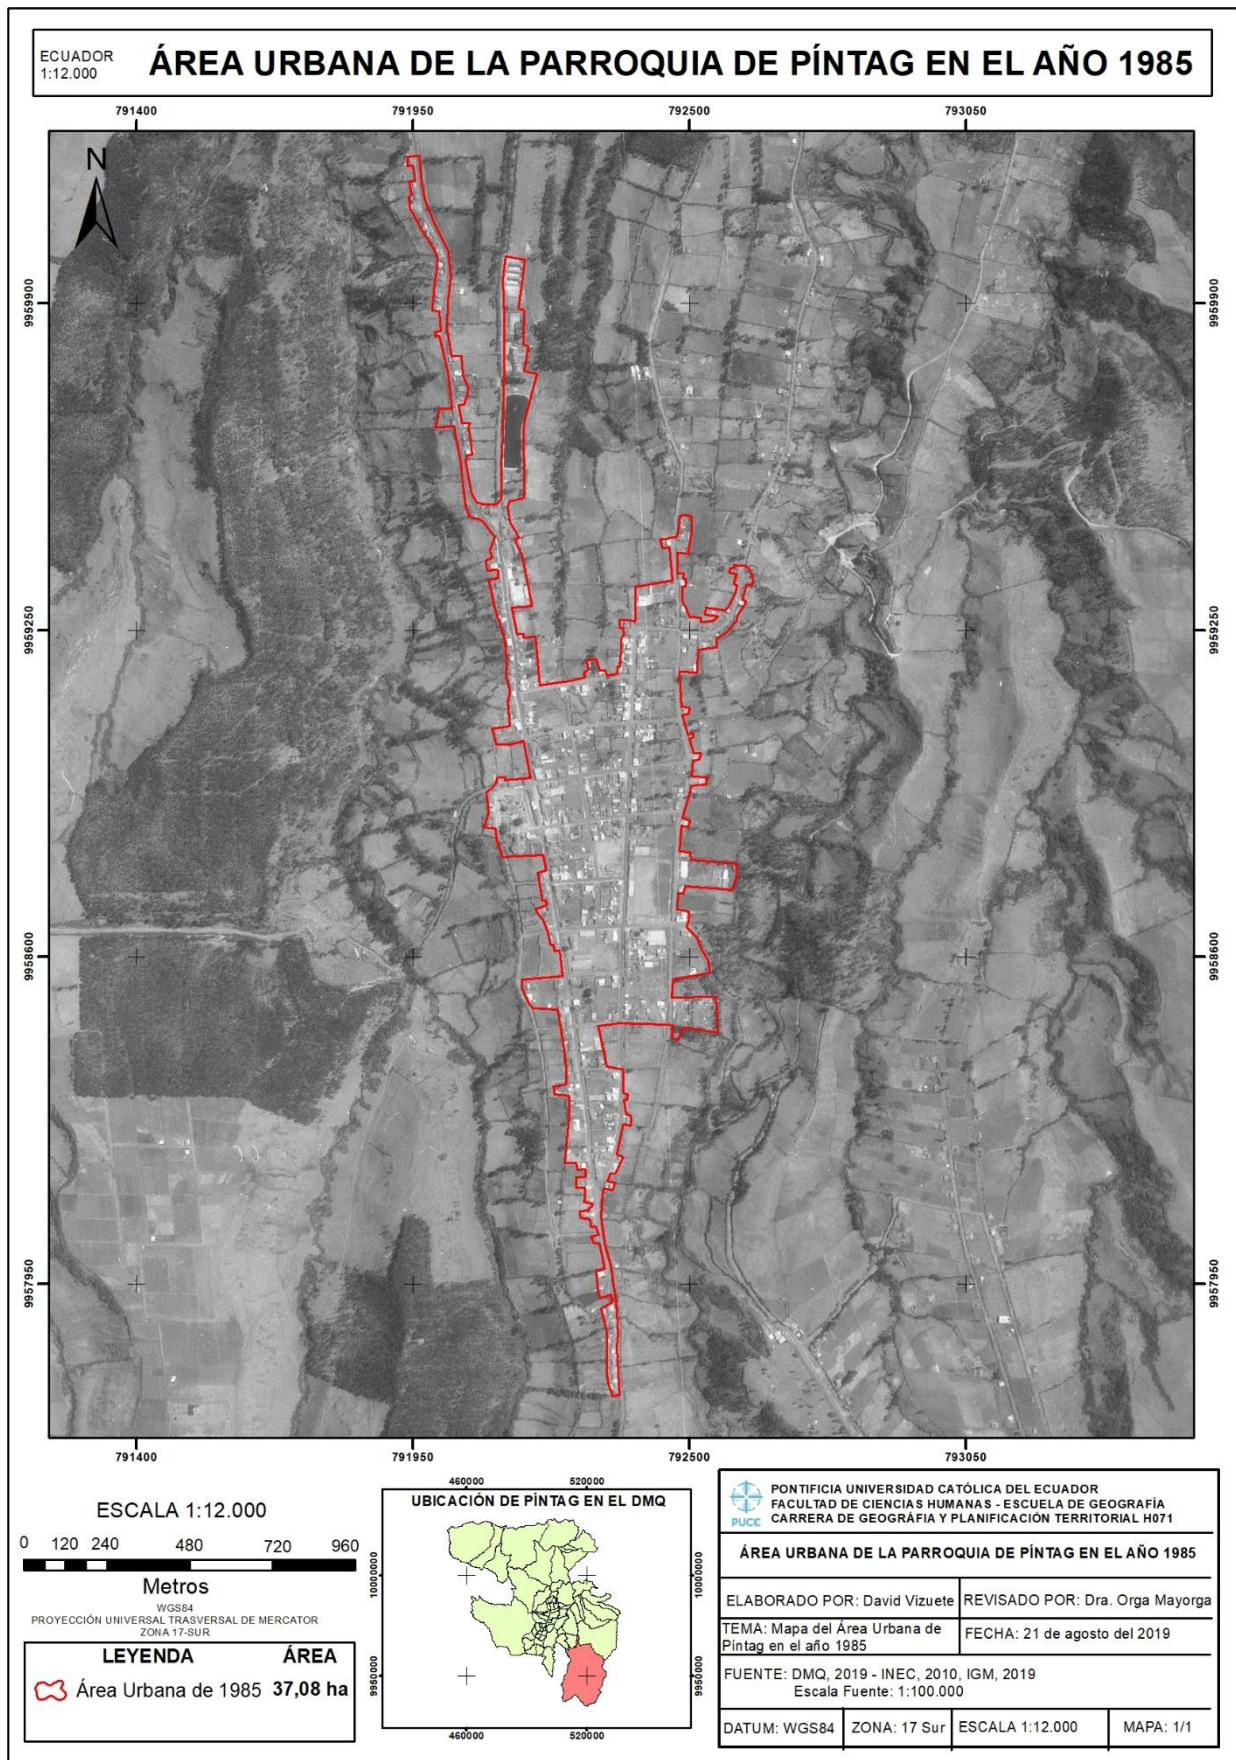 ECUADOR
1:12.000
ÁREA URBANA DE LA PARROQUIA DE PÍNTAG EN EL AÑO 1985
791400 791950 792500 793050
N
9959900 9959900
9959250 9959250
9958600 9958600
9957950 9957950
791400 791950 792500 793050
ESCALA 1:12.000
0 120 240 480 720 960
Metros
WGS84
PROYECCIÓN UNIVERSAL TRASVERSAL DE MERCATOR
ZONA 17-SUR
LEYENDA ÁREA
Área Urbana de 1985 37,08 ha
460000 520000
UBICACIÓN DE PÍNTAG EN EL DMQ
10000000 10000000
9950000 9950000
460000 520000
PUCE
PONTIFICIA UNIVERSIDAD CATÓLICA DEL ECUADOR
FACULTAD DE CIENCIAS HUMANAS - ESCUELA DE GEOGRAFÍA
CARRERA DE GEOGRÁFIA Y PLANIFICACIÓN TERRITORIAL H071
ÁREA URBANA DE LA PARROQUIA DE PÍNTAG EN EL AÑO 1985
ELABORADO POR: David Vizuete
REVISADO POR: Dra. Orga Mayorga
TEMA: Mapa del Área Urbana de
Píntag en el año 1985
FECHA: 21 de agosto del 2019
FUENTE: DMQ, 2019 - INEC, 2010, IGM, 2019
Escala Fuente: 1:100.000
DATUM: WGS84
ZONA: 17 Sur
ESCALA 1:12.000
MAPA: 1/1